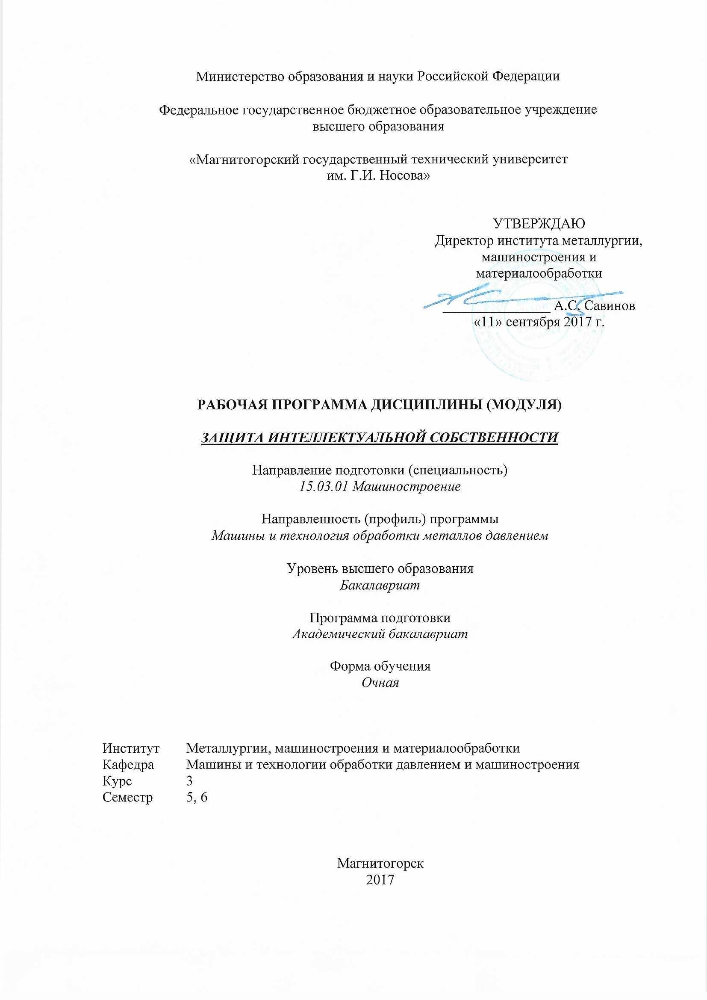 Министерство образования и науки Российской Федерации
Федеральное государственное бюджетное образовательное учреждение
высшего образования
«Магнитогорский государственный технический университет
им. Г.И. Носова»
УТВЕРЖДАЮ
Директор института металлургии,
машиностроения и
материалообработки
_______________ А.С. Савинов
«11» сентября 2017 г.
РАБОЧАЯ ПРОГРАММА ДИСЦИПЛИНЫ (МОДУЛЯ)
ЗАЩИТА ИНТЕЛЛЕКТУАЛЬНОЙ СОБСТВЕННОСТИ
Направление подготовки (специальность)
15.03.01 Машиностроение
Направленность (профиль) программы
Машины и технология обработки металлов давлением
Уровень высшего образования
Бакалавриат
Программа подготовки
Академический бакалавриат
Форма обучения
Очная
Институт Металлургии, машиностроения и материалообработки
Кафедра Машины и технологии обработки давлением и машиностроения
Курс 3
Семестр 5, 6
Магнитогорск
2017